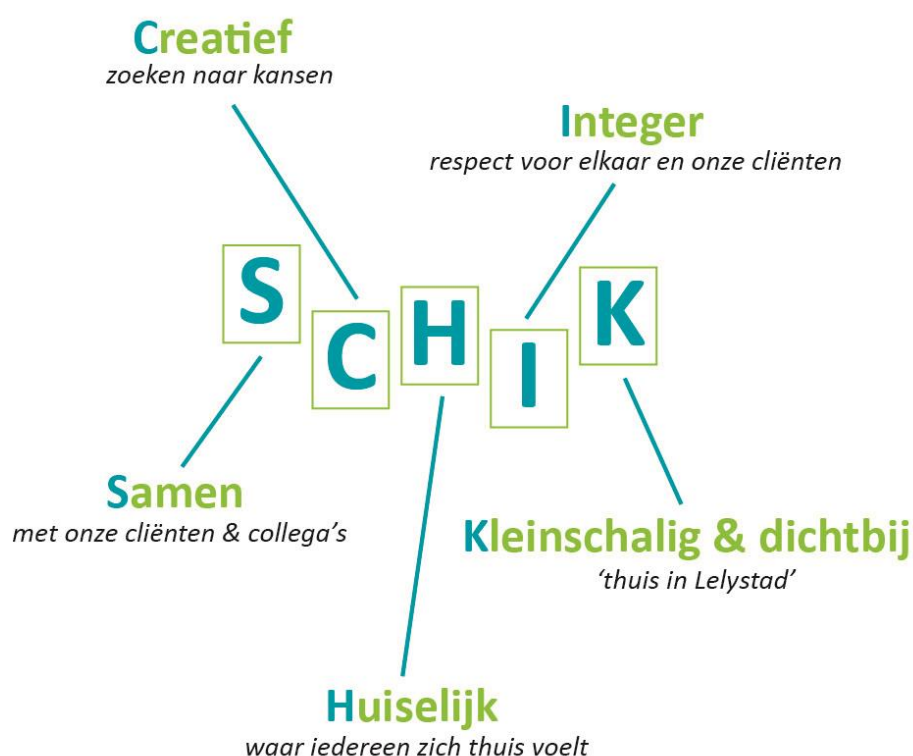 Creatief
zoeken naar kansen
Integer
respect voor elkaar en onze cliënten
S C H I K
Samen
met onze cliënten & collega's
Kleinschalig & dichtbij
‘thuis in Lelystad’
Huiselijk
waar iedereen zich thuis voelt